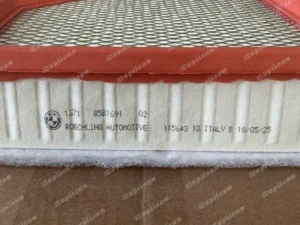 1371 8581691 02
ROECHLING AUTOMOTIVE 115643 10 ITALY B 18/05/25